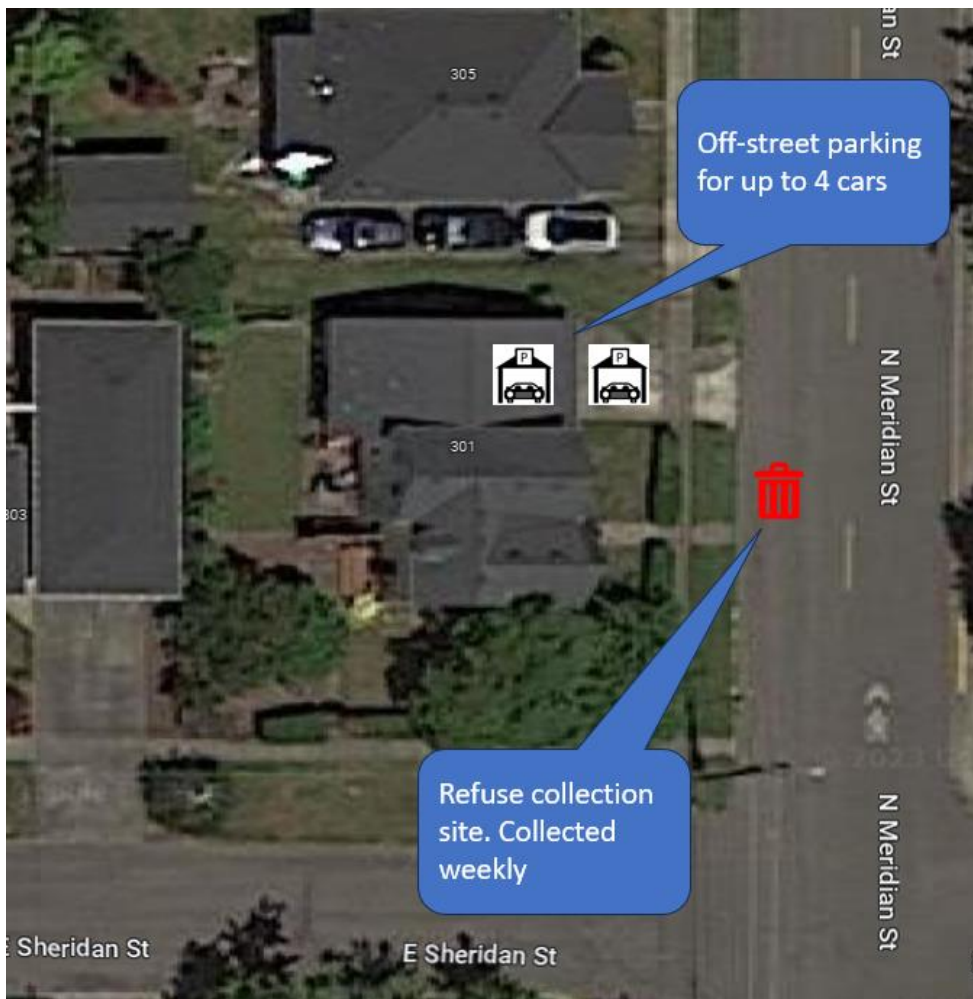 n St
305
Off-street parking
for up to 4 cars
P
P
N Meridian St
301
303
Refuse collection
site. Collected
weekly
N Meridian St
E Sheridan St
E Sheridan St